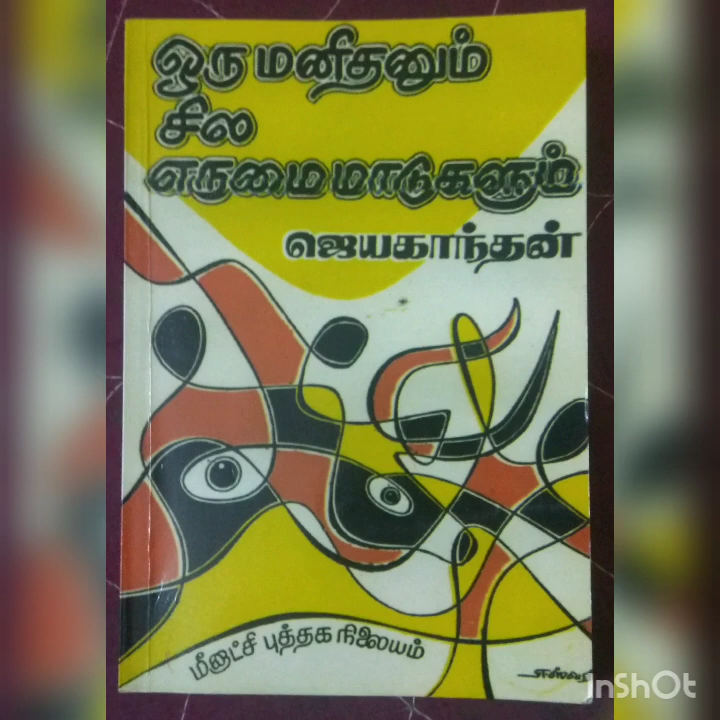 ஒரு மனிதனும்
சில
எருமை மாடுகளும்
ஜெயகாந்தன்
மீனாட்சி புத்தக நிலையம்
InShOt